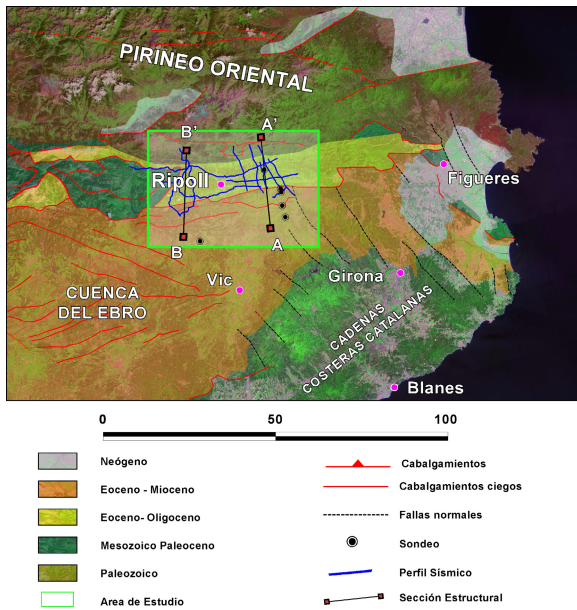 PIRINEO ORIENTAL
B'
A'
Ripoll
Figueres
B
A
Vic
Girona
CUENCA
DEL EBRO
CADENAS
COSTERAS CATALANAS
Blanes
0 50 100
Neógeno
Eoceno - Mioceno
Eoceno- Oligoceno
Mesozoico Paleoceno
Paleozoico
Area de Estudio
Cabalgamientos
Cabalgamientos ciegos
Fallas normales
Sondeo
Perfil Sísmico
Sección Estructural